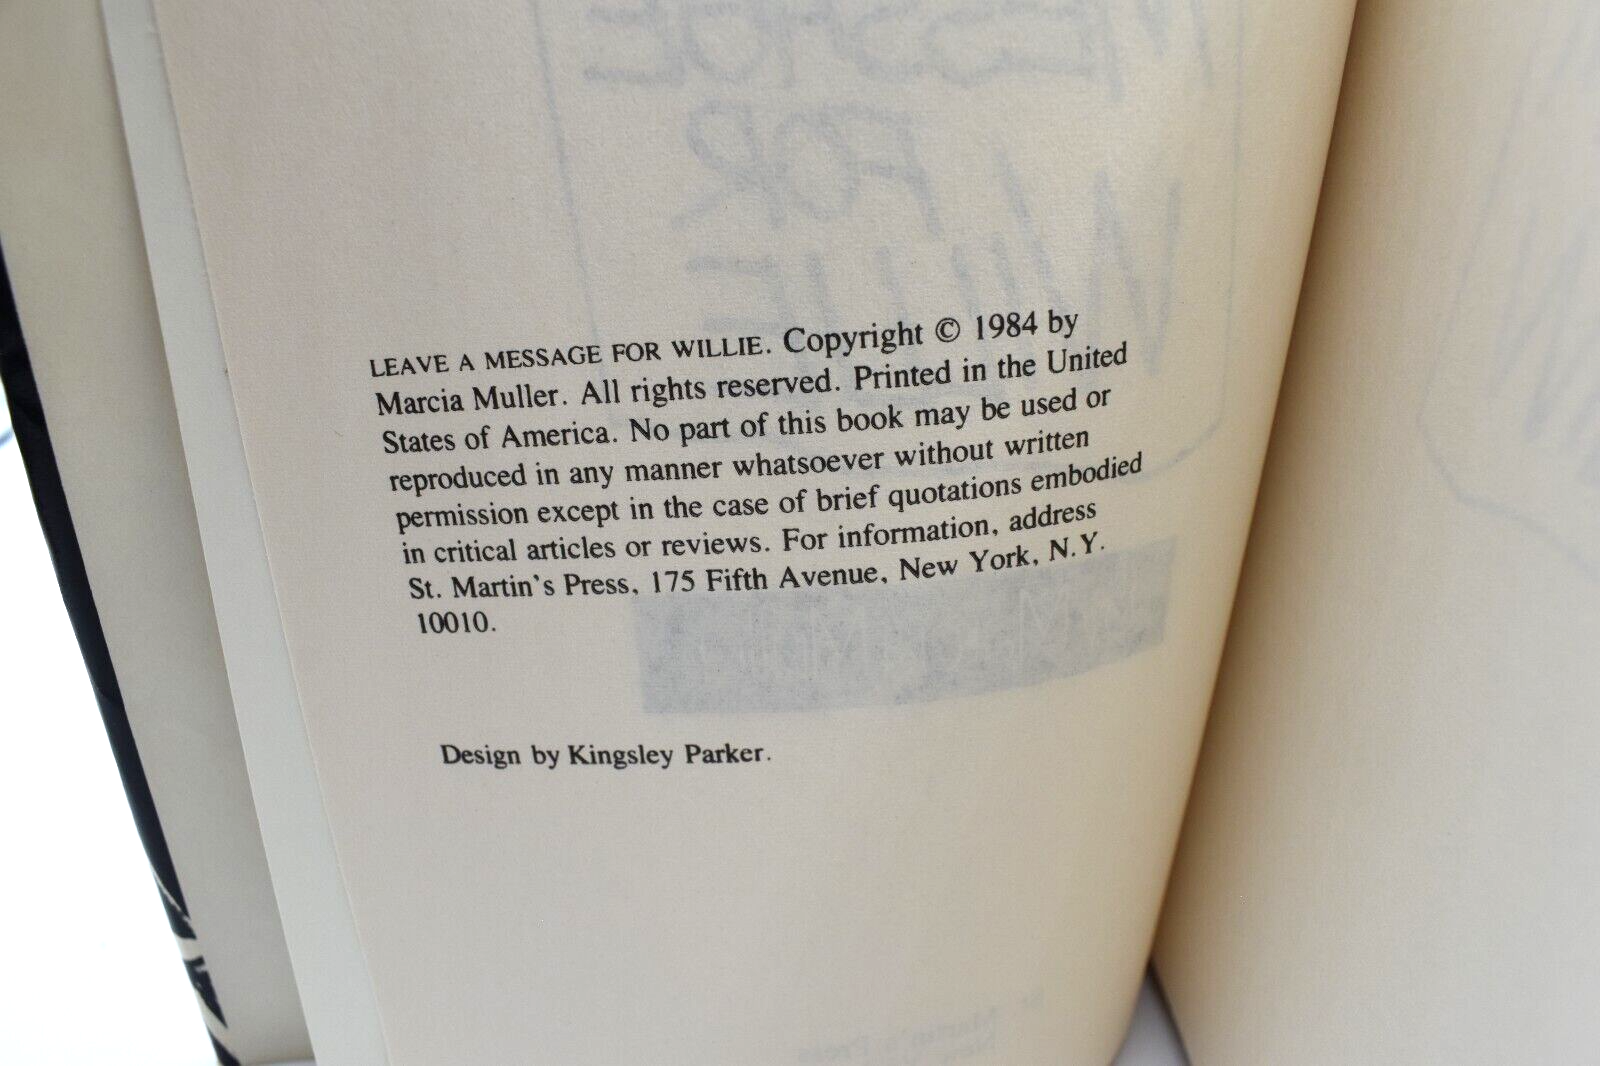 LEAVE A MESSAGE FOR WILLIE. Copyright © 1984 by
Marcia Muller. All rights reserved. Printed in the United
States of America. No part of this book may be used or
reproduced in any manner whatsoever without written
permission except in the case of brief quotations embodied
in critical articles or reviews. For information, address
St. Martin's Press, 175 Fifth Avenue, New York, N.Y.
10010.
Design by Kingsley Parker.